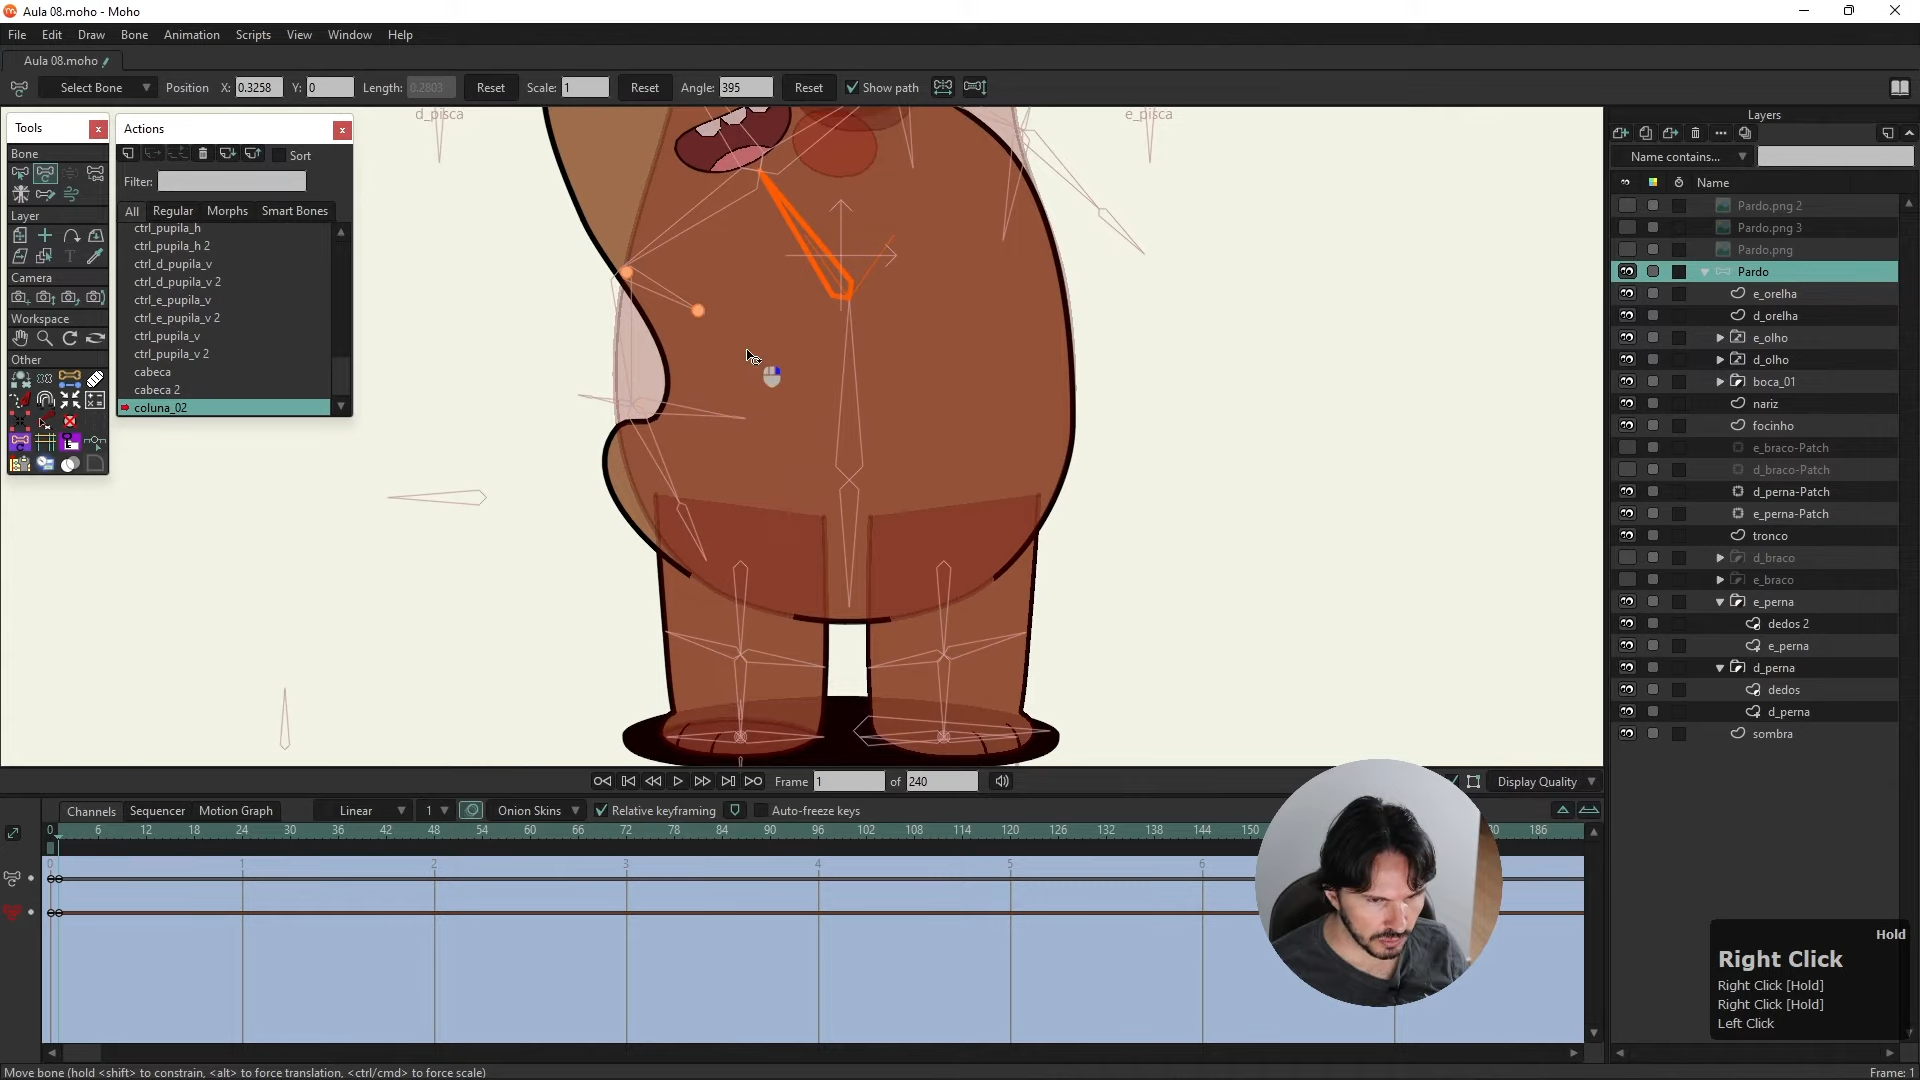 Aula 08.moho - Moho
File Edit Draw Bone Animation Scripts View Window Help
Aula 08.moho
Select Bone Position X: 0.3258 Y: 0 Length: 0.2803 Reset Scale: 1 Reset Angle: 395 Reset Show path
Tools
Bone
Layer
Camera
Workspace
Other
Actions
Sort
Filter:
All Regular Morphs Smart Bones
ctrl_pupila_h
ctrl_pupila_h 2
ctrl_d_pupila_v
ctrl_d_pupila_v 2
ctrl_e_pupila_v
ctrl_e_pupila_v 2
ctrl_pupila_v
ctrl_pupila_v 2
cabeca
cabeca 2
coluna_02
d_pisca
e_pisca
Layers
Name contains...
Name
Pardo.png 2
Pardo.png 3
Pardo.png
Pardo
e_orelha
d_orelha
e_olho
d_olho
boca_01
nariz
focinho
e_braco-Patch
d_braco-Patch
d_perna-Patch
e_perna-Patch
tronco
d_braco
e_braco
e_perna
dedos 2
e_perna
d_perna
dedos
d_perna
sombra
Frame 1 of 240 Display Quality
Channels Sequencer Motion Graph Linear 1 Onion Skins Relative keyframing Auto-freeze keys
0 6 12 18 24 30 36 42 48 54 60 66 72 78 84 90 96 102 108 114 120 126 132 138 144 150 186
0 1 2 3 4 5 6
Hold
Right Click
Right Click [Hold]
Right Click [Hold]
Left Click
Move bone (hold <shift> to constrain, <alt> to force translation, <ctrl/cmd> to force scale)
Frame: 1